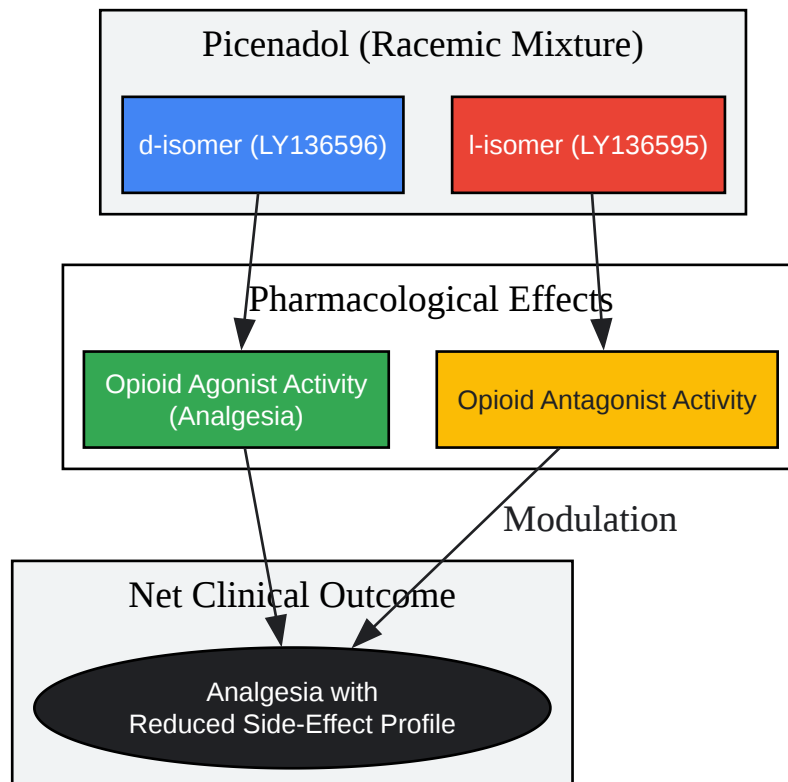 Picenadol (Racemic Mixture)
d-isomer (LY136596)
l-isomer (LY136595)
Pharmacological Effects
Opioid Agonist Activity
(Analgesia)
Opioid Antagonist Activity
Modulation
Net Clinical Outcome
Analgesia with
Reduced Side-Effect Profile